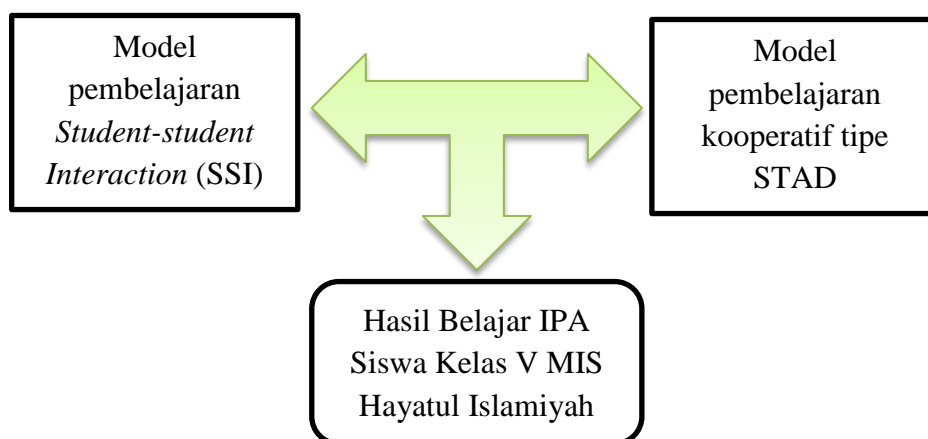 Model
pembelajaran
Student-student
Interaction (SSI)
Model
pembelajaran
kooperatif tipe
STAD
Hasil Belajar IPA
Siswa Kelas V MIS
Hayatul Islamiyah